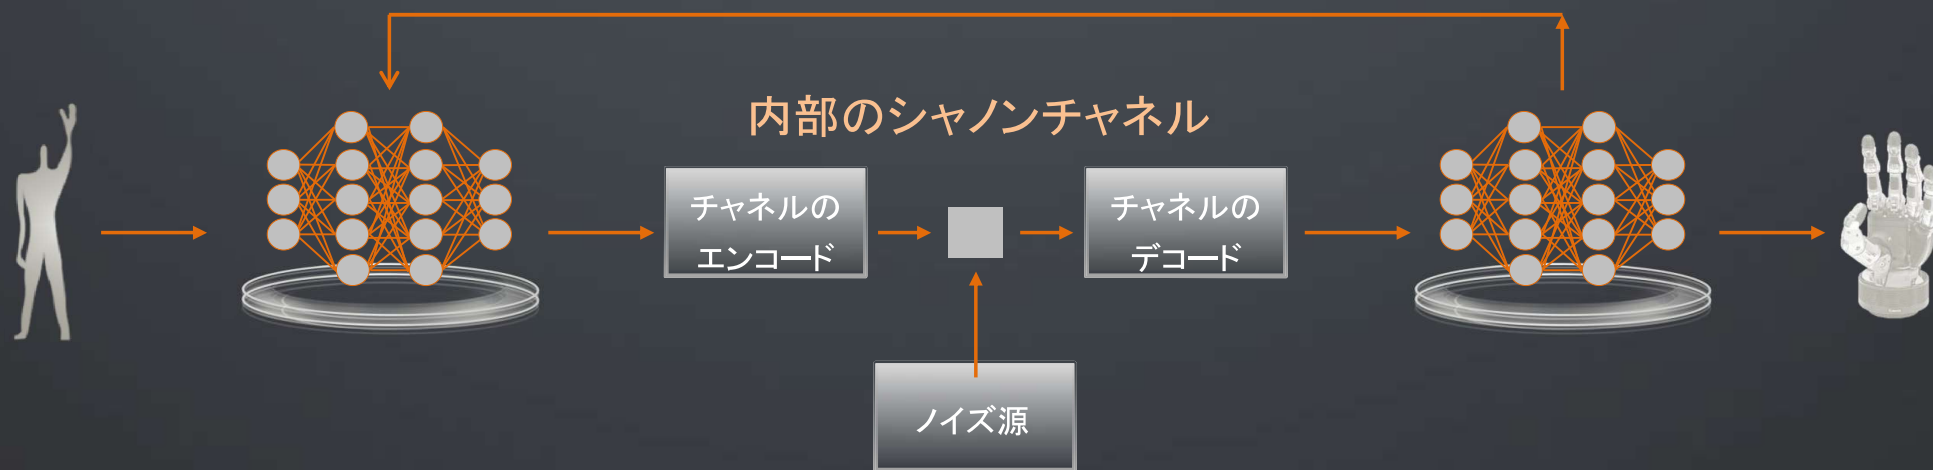 内部のシャノンチャネル
チャネルの
エンコード
チャネルの
デコード
ノイズ源